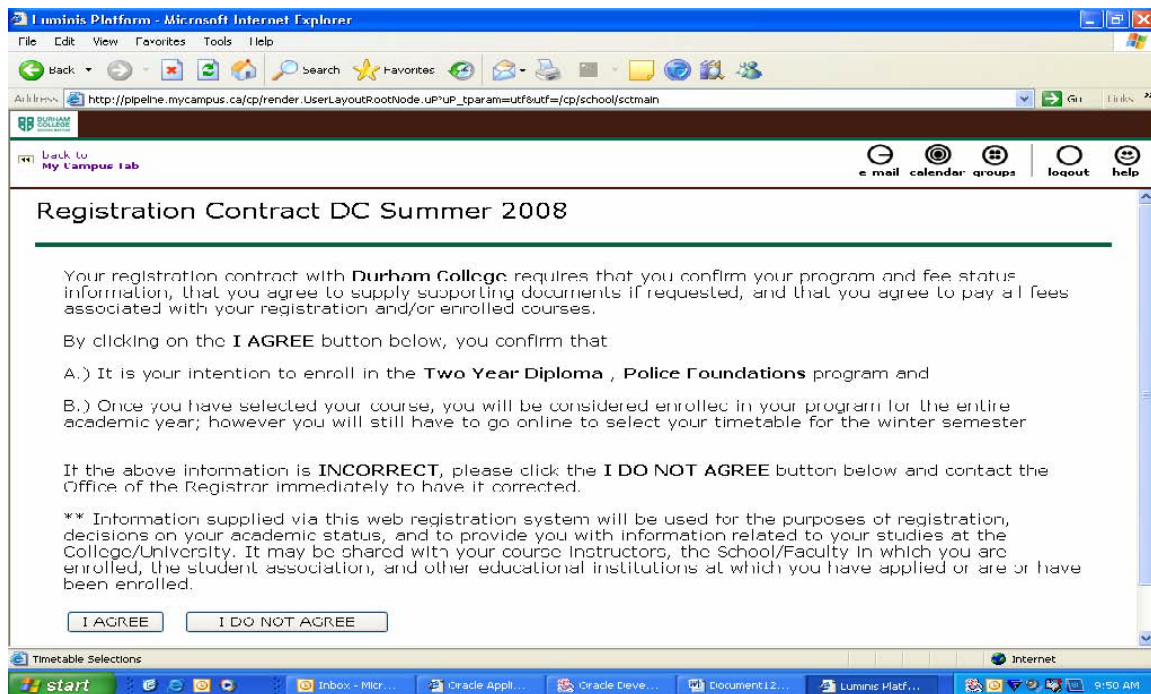 Luminis Platform - Microsoft Internet Explorer
File Edit View Favorites Tools Help
Back Search Favorites
Address http://pipeline.mycampus.ca/cp/render.UserLayoutRootNode.uP?uP_tparam=utf&utf=/cp/school/sctmain Go Links »
DURHAM COLLEGE
back to
My Campus Tab
e mail calendar groups logout help
Registration Contract DC Summer 2008
Your registration contract with Durham College requires that you confirm your program and fee status
information, that you agree to supply supporting documents if requested, and that you agree to pay all fees
associated with your registration and/or enrolled courses.
By clicking on the I AGREE button below, you confirm that
A.) It is your intention to enroll in the Two Year Diploma , Police Foundations program and
B.) Once you have selected your course, you will be considered enrolled in your program for the entire
academic year; however you will still have to go online to select your timetable for the winter semester
If the above information is INCORRECT, please click the I DO NOT AGREE button below and contact the
Office of the Registrar immediately to have it corrected.
** Information supplied via this web registration system will be used for the purposes of registration,
decisions on your academic status, and to provide you with information related to your studies at the
College/University. It may be shared with your course instructors, the School/Faculty in which you are
enrolled, the student association, and other educational institutions at which you have applied or are or have
been enrolled.
I AGREE I DO NOT AGREE
Timetable Selections Internet
start Inbox - Micr... Oracle Appl... Oracle Deve... Document12... Luminis Platf... 9:50 AM